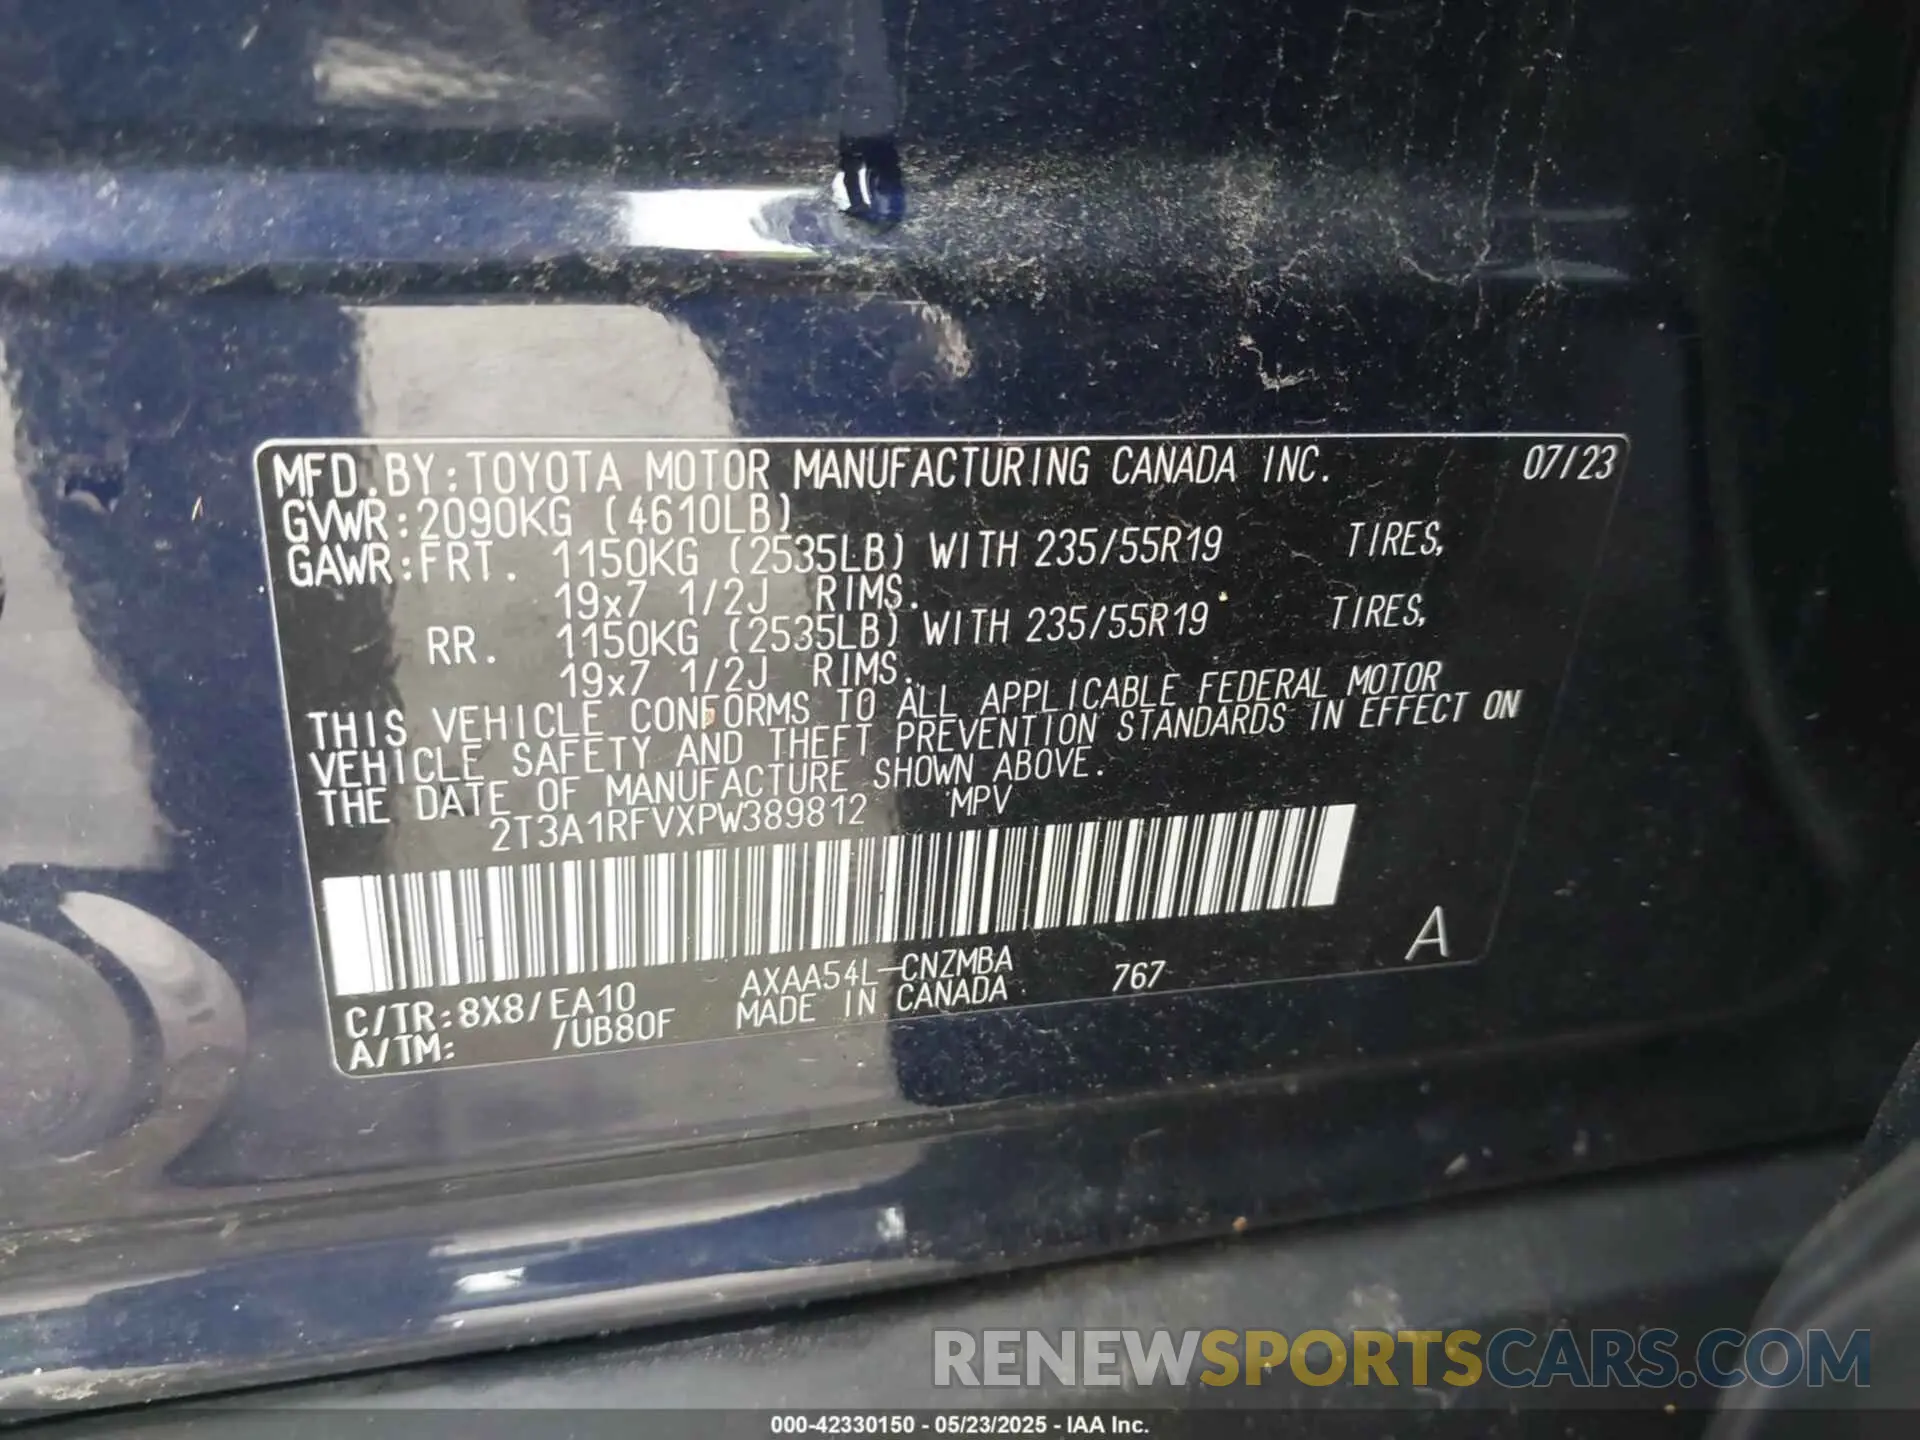 MFD. BY: TOYOTA MOTOR MANUFACTURING CANADA INC. 07/23
GVWR: 2090KG (4610LB)
GAWR: FRT. 1150KG (2535LB) WITH 235/55R19 TIRES,
19x7 1/2J RIMS.
RR. 1150KG (2535LB) WITH 235/55R19 TIRES,
19x7 1/2J RIMS.
THIS VEHICLE CONFORMS TO ALL APPLICABLE FEDERAL MOTOR
VEHICLE SAFETY AND THEFT PREVENTION STANDARDS IN EFFECT ON
THE DATE OF MANUFACTURE SHOWN ABOVE.
2T3A1RFVXPW389812 MPV
A
C/TR: 8X8/EA10 AXAA54L-CNZMBA 767
A/TM: /UB80F MADE IN CANADA
RENEWSPORTSCARS.COM
000-42330150 - 05/23/2025 - IAA Inc.